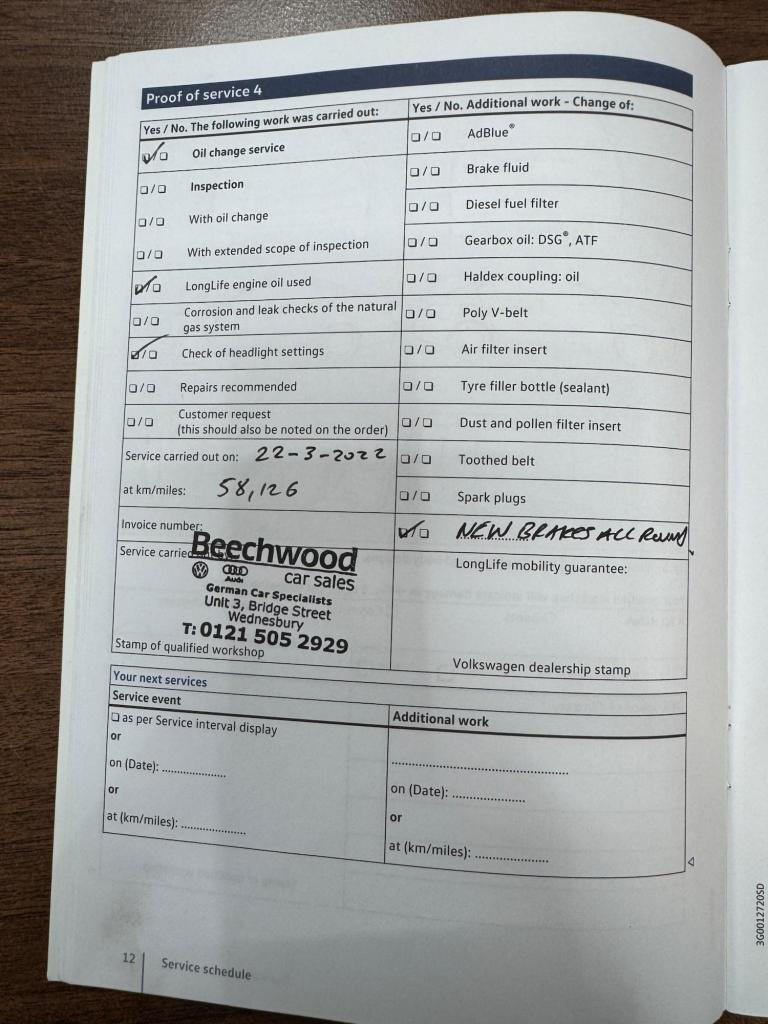 Proof of service 4
Yes / No. The following work was carried out:
☑/☐ Oil change service
☐/☐ Inspection
☐/☐ With oil change
☐/☐ With extended scope of inspection
☑/☐ LongLife engine oil used
☐/☐ Corrosion and leak checks of the natural
gas system
☑/☐ Check of headlight settings
☐/☐ Repairs recommended
☐/☐ Customer request
(this should also be noted on the order)
Service carried out on: 22-3-2022
at km/miles: 58,126
Invoice number:
Service carried
Beechwood
Audi
car sales
German Car Specialists
Unit 3, Bridge Street
Wednesbury
T: 0121 505 2929
Stamp of qualified workshop
Yes / No. Additional work - Change of:
☐/☐ AdBlue®
☐/☐ Brake fluid
☐/☐ Diesel fuel filter
☐/☐ Gearbox oil: DSG®, ATF
☐/☐ Haldex coupling: oil
☐/☐ Poly V-belt
☐/☐ Air filter insert
☐/☐ Tyre filler bottle (sealant)
☐/☐ Dust and pollen filter insert
☐/☐ Toothed belt
☐/☐ Spark plugs
☑/☐ NEW BRAKES ALL ROUND
LongLife mobility guarantee:
Volkswagen dealership stamp
Your next services
Service event
☐ as per Service interval display
or
on (Date): ....................
or
at (km/miles): ....................
Additional work
.......................................................
on (Date): ......................
or
at (km/miles): ......................
12 Service schedule
3G0012720SD